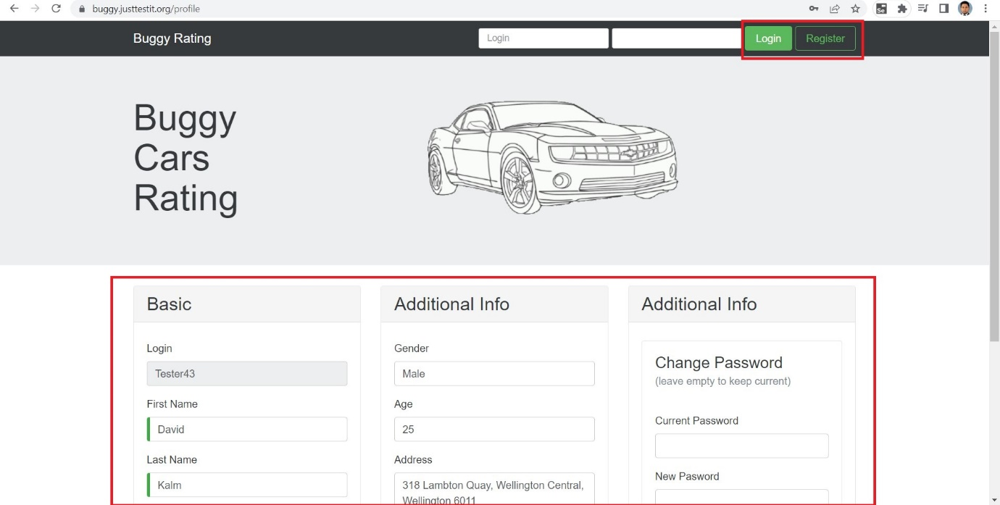 buggy.justtestit.org/profile
Se
Buggy Rating
Login
Login
Register
Buggy
Cars
Rating
Basic
Login
Tester43
First Name
David
Last Name
Kalm
Additional Info
Gender
Male
Age
25
Address
318 Lambton Quay, Wellington Central,
Wellington 6011
Additional Info
Change Password
(leave empty to keep current)
Current Password
New Pasword